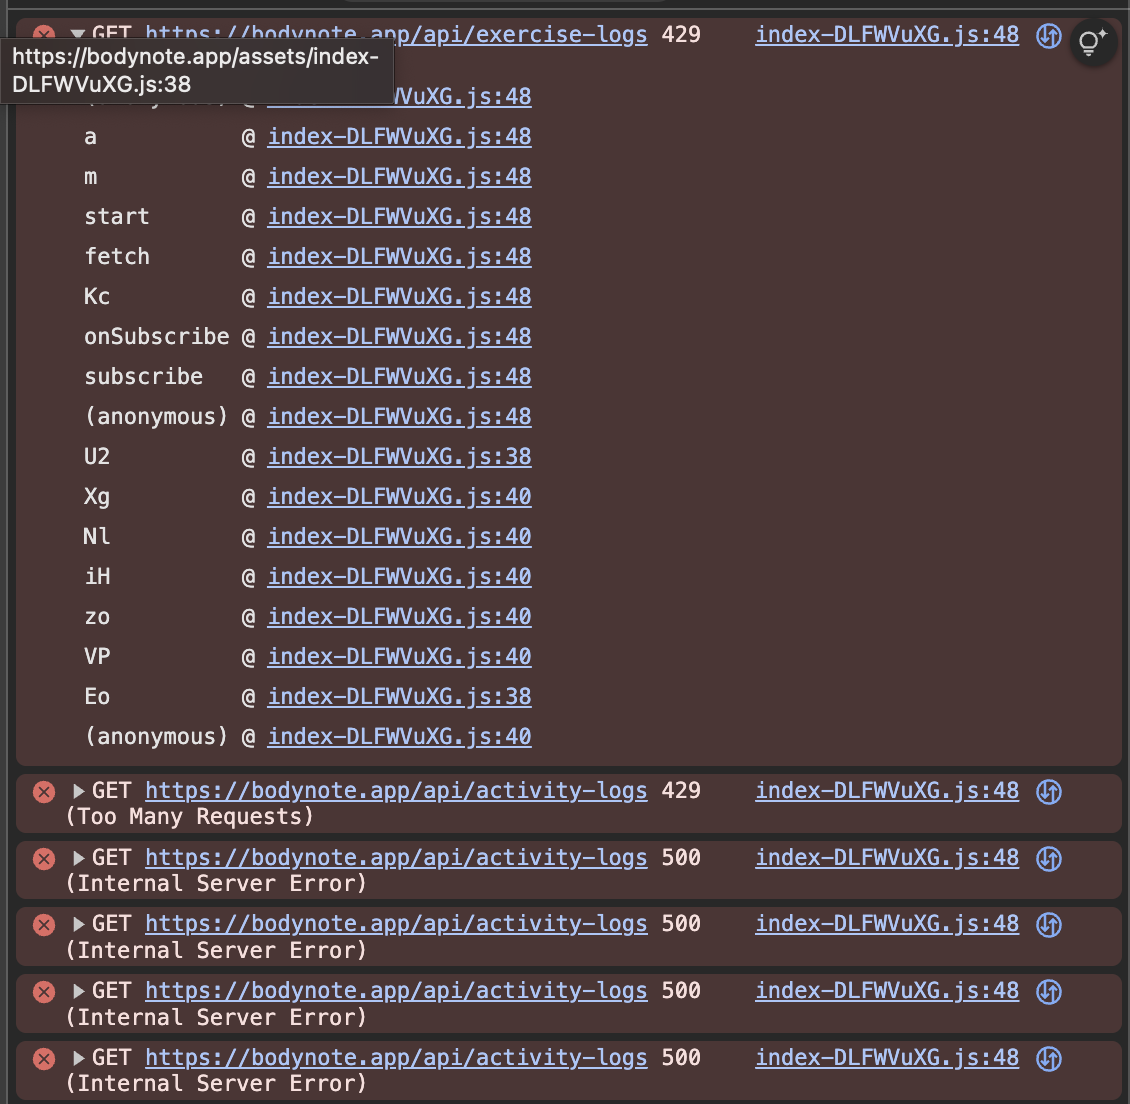 GET https://bodynote.app/api/exercise-logs 429 index-DLFWVuXG.js:48
https://bodynote.app/assets/index-
DLFWVuXG.js:38
VuXG.js:48
a @ index-DLFWVuXG.js:48
m @ index-DLFWVuXG.js:48
start @ index-DLFWVuXG.js:48
fetch @ index-DLFWVuXG.js:48
Kc @ index-DLFWVuXG.js:48
onSubscribe @ index-DLFWVuXG.js:48
subscribe @ index-DLFWVuXG.js:48
(anonymous) @ index-DLFWVuXG.js:48
U2 @ index-DLFWVuXG.js:38
Xg @ index-DLFWVuXG.js:40
Nl @ index-DLFWVuXG.js:40
iH @ index-DLFWVuXG.js:40
zo @ index-DLFWVuXG.js:40
VP @ index-DLFWVuXG.js:40
Eo @ index-DLFWVuXG.js:38
(anonymous) @ index-DLFWVuXG.js:40
GET https://bodynote.app/api/activity-logs 429 index-DLFWVuXG.js:48
(Too Many Requests)
GET https://bodynote.app/api/activity-logs 500 index-DLFWVuXG.js:48
(Internal Server Error)
GET https://bodynote.app/api/activity-logs 500 index-DLFWVuXG.js:48
(Internal Server Error)
GET https://bodynote.app/api/activity-logs 500 index-DLFWVuXG.js:48
(Internal Server Error)
GET https://bodynote.app/api/activity-logs 500 index-DLFWVuXG.js:48
(Internal Server Error)